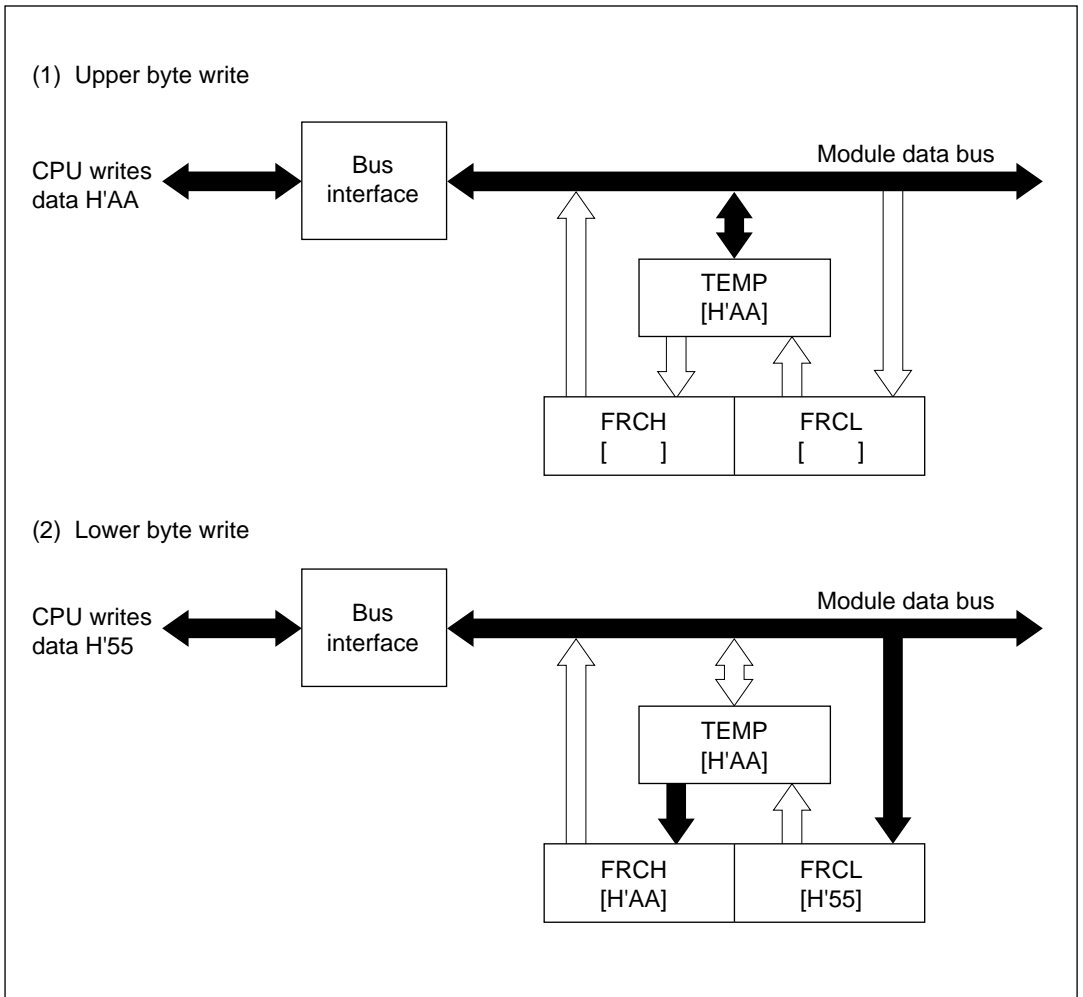 (1) Upper byte write
CPU writes
data H'AA
Bus
interface
Module data bus
TEMP
[H'AA]
FRCH
[ ]
FRCL
[ ]
(2) Lower byte write
CPU writes
data H'55
Bus
interface
Module data bus
TEMP
[H'AA]
FRCH
[H'AA]
FRCL
[H'55]